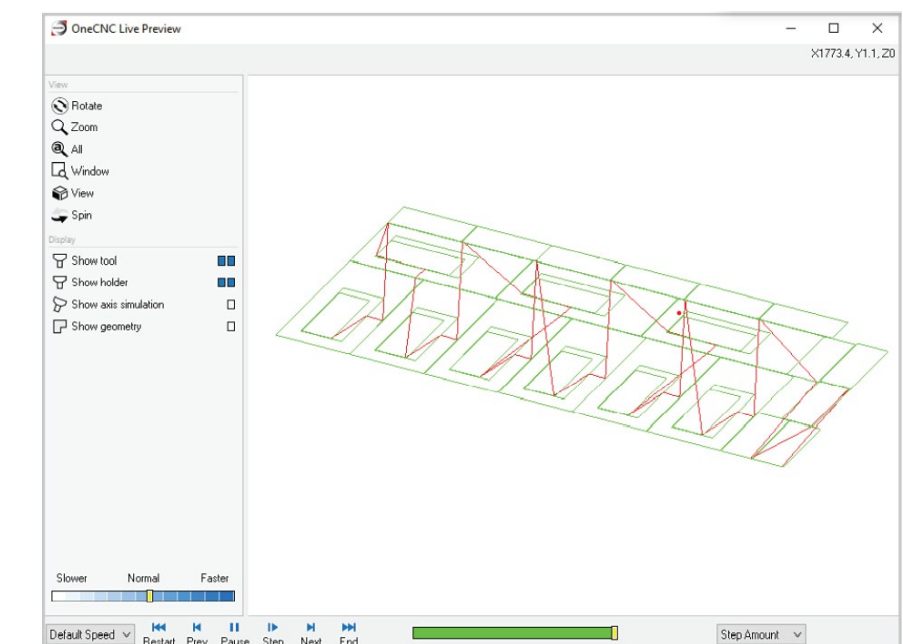 OneCNC Live Preview
X1773.4, Y1.1, Z0
View
Rotate
Zoom
All
Window
View
Spin
Display
Show tool
Show holder
Show axis simulation
Show geometry
Slower Normal Faster
Default Speed Restart Prev Pause Step Next End Step Amount